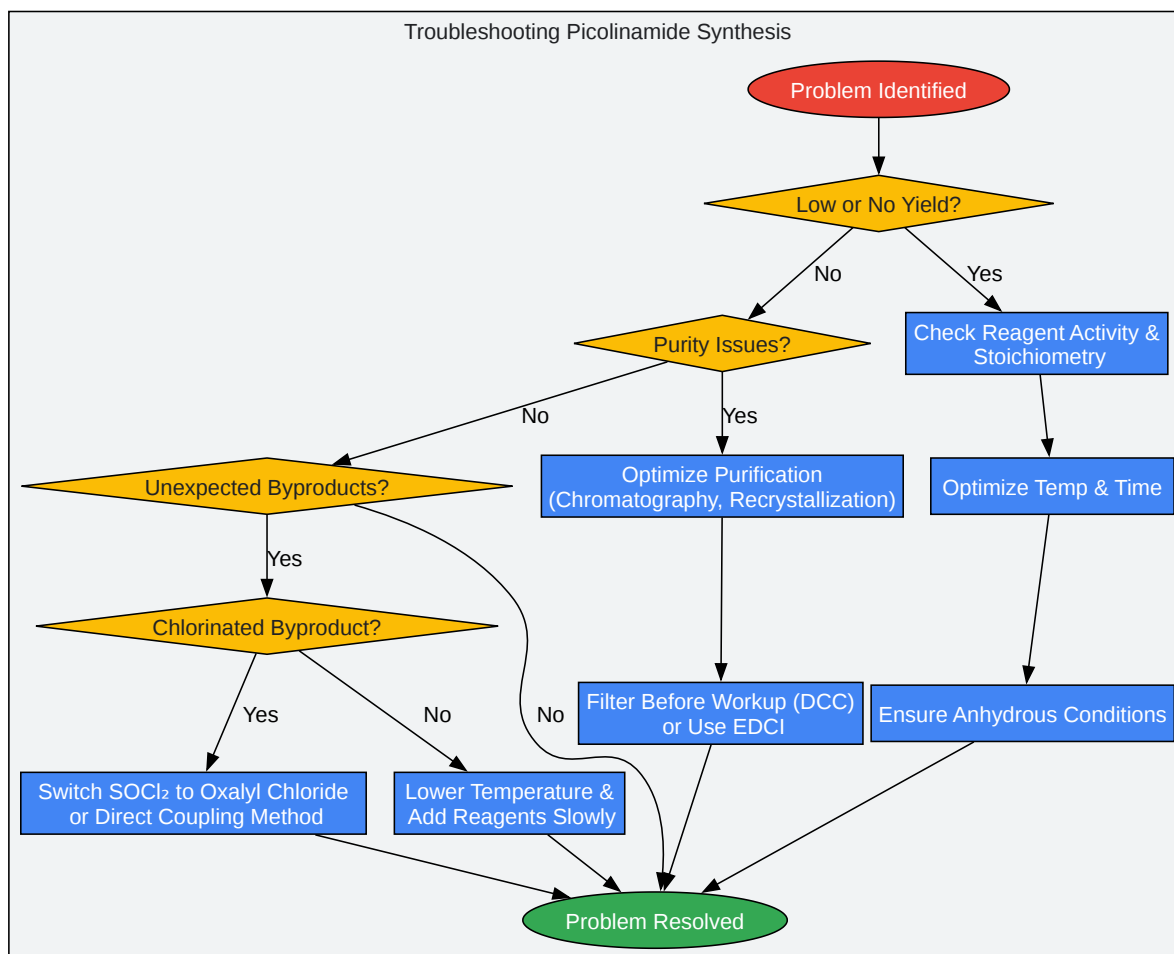 Troubleshooting Picolinamide Synthesis
Problem Identified
Low or No Yield?
No
Yes
Purity Issues?
Check Reagent Activity &
Stoichiometry
No
Yes
Unexpected Byproducts?
Optimize Purification
(Chromatography, Recrystallization)
Optimize Temp & Time
Yes
Chlorinated Byproduct?
Yes
No
No
Filter Before Workup (DCC)
or Use EDCI
Ensure Anhydrous Conditions
Switch SOCl₂ to Oxalyl Chloride
or Direct Coupling Method
Lower Temperature &
Add Reagents Slowly
Problem Resolved